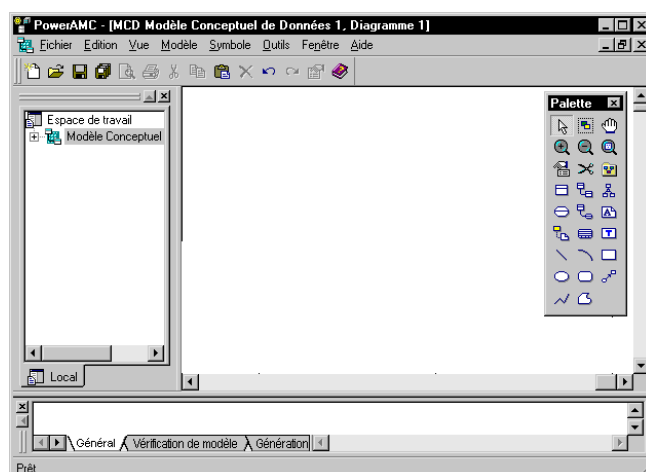 PowerAMC - [MCD Modèle Conceptuel de Données 1, Diagramme 1]
Fichier Edition Vue Modèle Symbole Outils Fenêtre Aide
Palette
Espace de travail
Modèle Conceptuel
Local
Général Vérification de modèle Génération
Prêt